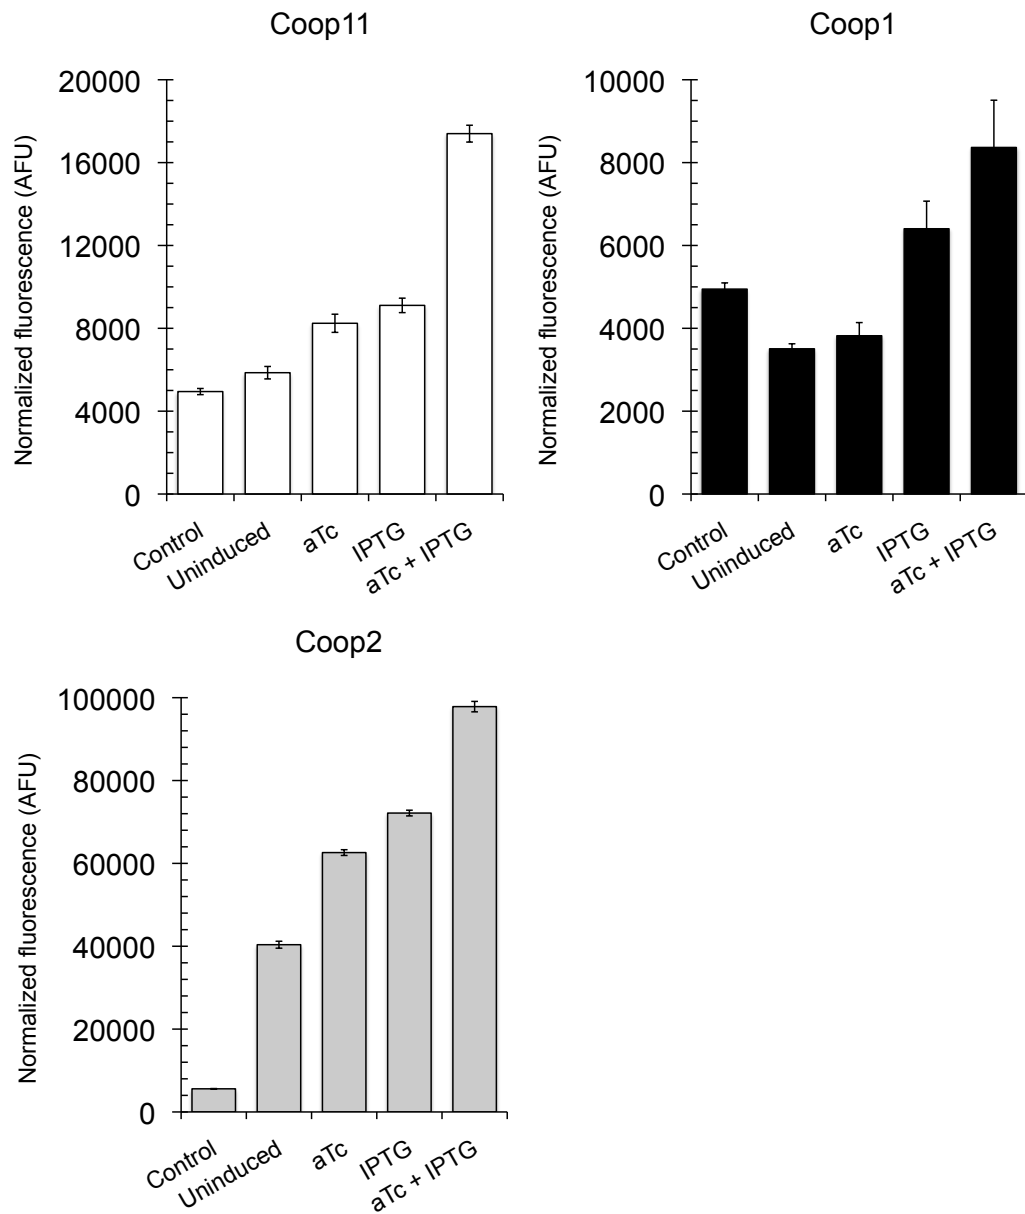 Coop11
Normalized fluorescence (AFU)
20000
16000
12000
8000
4000
0
Control
Uninduced
aTc
IPTG
aTc + IPTG
Coop1
Normalized fluorescence (AFU)
10000
8000
6000
4000
2000
0
Control
Uninduced
aTc
IPTG
aTc + IPTG
Coop2
Normalized fluorescence (AFU)
100000
80000
60000
40000
20000
0
Control
Uninduced
aTc
IPTG
aTc + IPTG